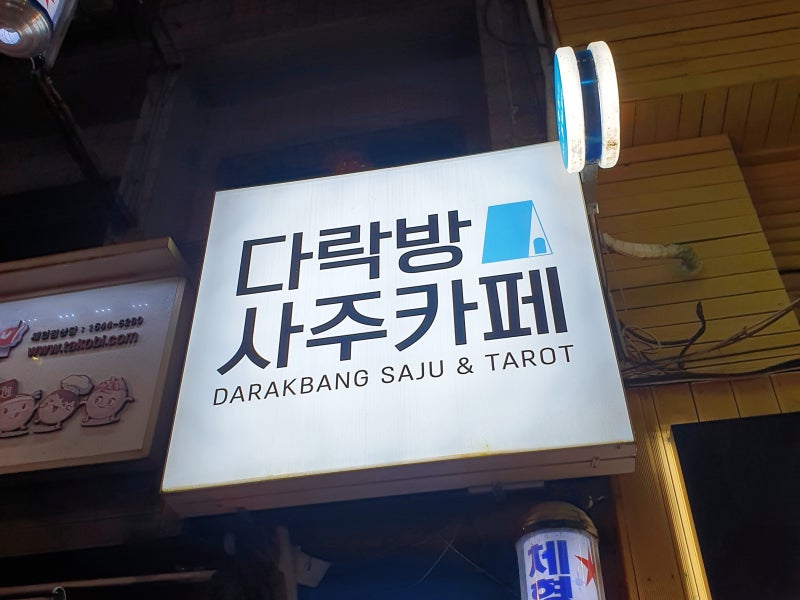 다락방
사주카페
DARAKBANG SAJU & TAROT
www.takobi.com